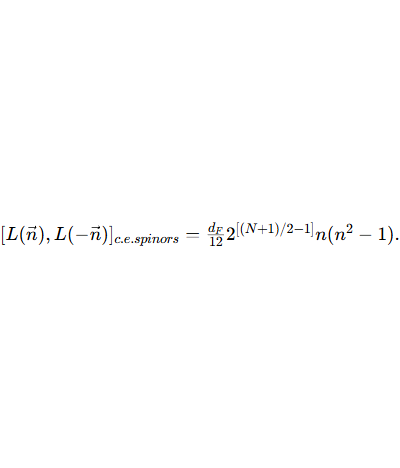 $[L(\vec{n}), L(-\vec{n})]_{c.e.spinors} = \frac{d_F}{12} 2^{[(N+1)/2-1]} n(n^2 - 1).$